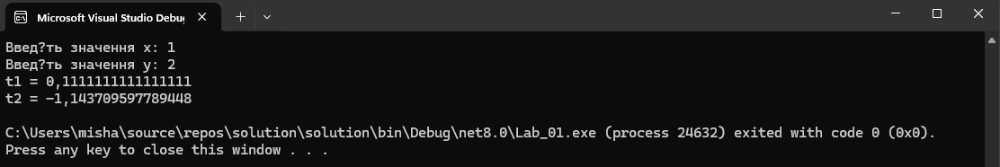 Microsoft Visual Studio Debug
Введ?ть значення x: 1
Введ?ть значення y: 2
t1 = 0,1111111111111111
t2 = -1,143709597789448
C:\Users\misha\source\repos\solution\solution\bin\Debug\net8.0\Lab_01.exe (process 24632) exited with code 0 (0x0).
Press any key to close this window . . .